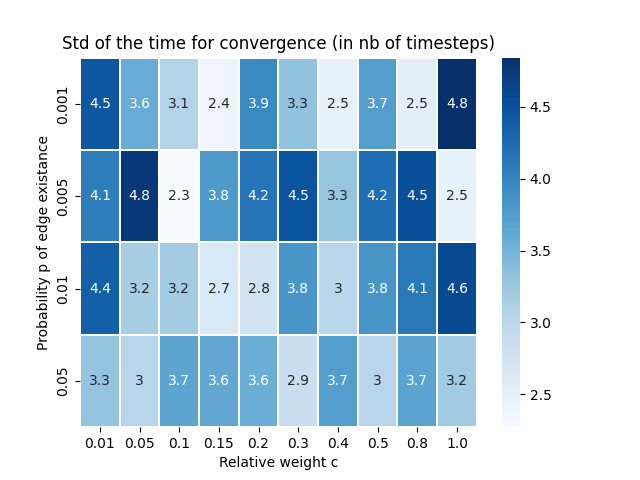 Std of the time for convergence (in nb of timesteps)
Probability p of edge existance
0.001 4.5 3.6 3.1 2.4 3.9 3.3 2.5 3.7 2.5 4.8
0.005 4.1 4.8 2.3 3.8 4.2 4.5 3.3 4.2 4.5 2.5
0.01 4.4 3.2 3.2 2.7 2.8 3.8 3 3.8 4.1 4.6
0.05 3.3 3 3.7 3.6 3.6 2.9 3.7 3 3.7 3.2
0.01 0.05 0.1 0.15 0.2 0.3 0.4 0.5 0.8 1.0
Relative weight c
4.5
4.0
3.5
3.0
2.5